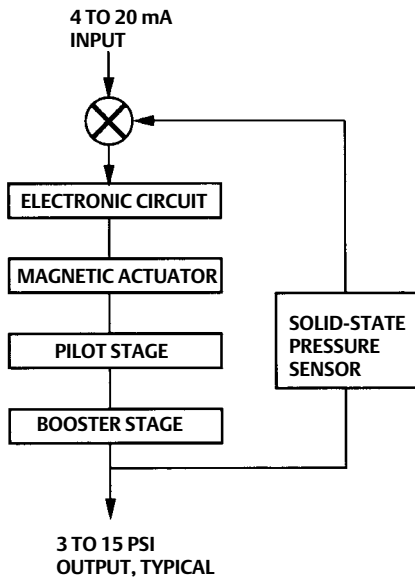 4 TO 20 mA
INPUT
ELECTRONIC CIRCUIT
MAGNETIC ACTUATOR
PILOT STAGE
BOOSTER STAGE
SOLID-STATE
PRESSURE
SENSOR
3 TO 15 PSI
OUTPUT, TYPICAL